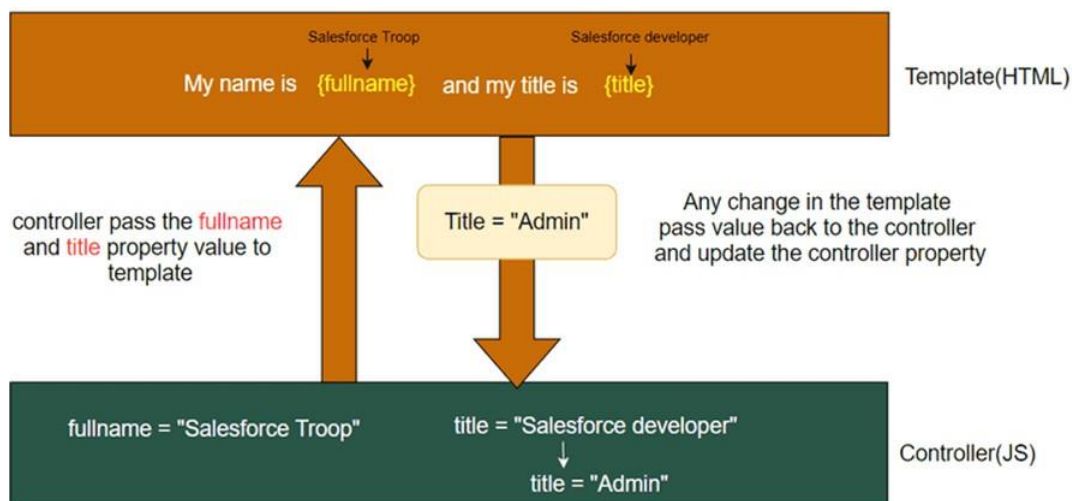 Salesforce Troop
Salesforce developer
My name is {fullname} and my title is {title}
Template(HTML)
controller pass the fullname
and title property value to
template
Title = "Admin"
Any change in the template
pass value back to the controller
and update the controller property
fullname = "Salesforce Troop"
title = "Salesforce developer"
title = "Admin"
Controller(JS)